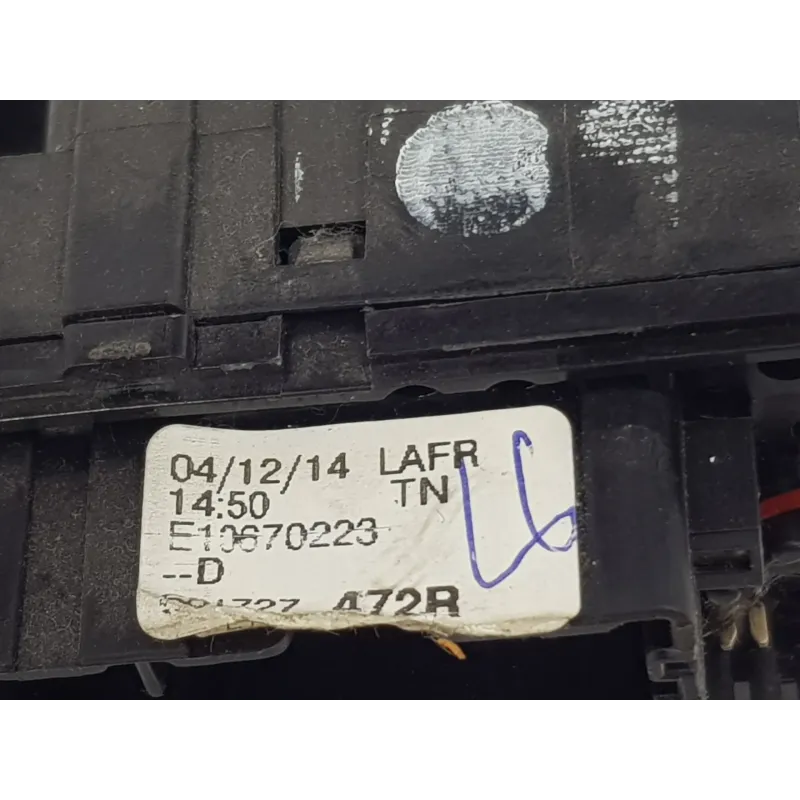 04/12/14 LAFR
14:50 TN
E10670223
--D
472R